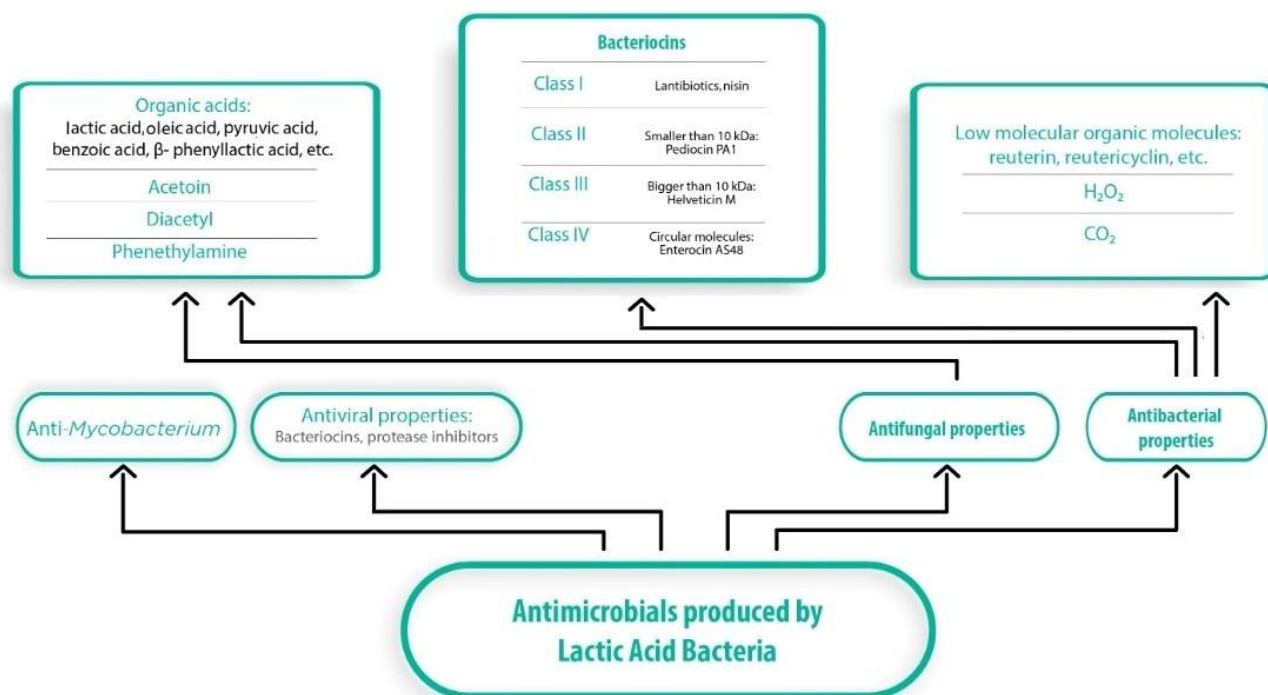 Organic acids:
lactic acid, oleic acid, pyruvic acid,
benzoic acid, β- phenyllactic acid, etc.
Acetoin
Diacetyl
Phenethylamine
Bacteriocins
Class I
Lantibiotics, nisin
Class II
Smaller than 10 kDa:
Pediocin PA1
Class III
Bigger than 10 kDa:
Helveticin M
Class IV
Circular molecules:
Enterocin AS48
Low molecular organic molecules:
reuterin, reutericyclin, etc.
H₂O₂
CO₂
Anti-Mycobacterium
Antiviral properties:
Bacteriocins, protease inhibitors
Antifungal properties
Antibacterial
properties
Antimicrobials produced by
Lactic Acid Bacteria